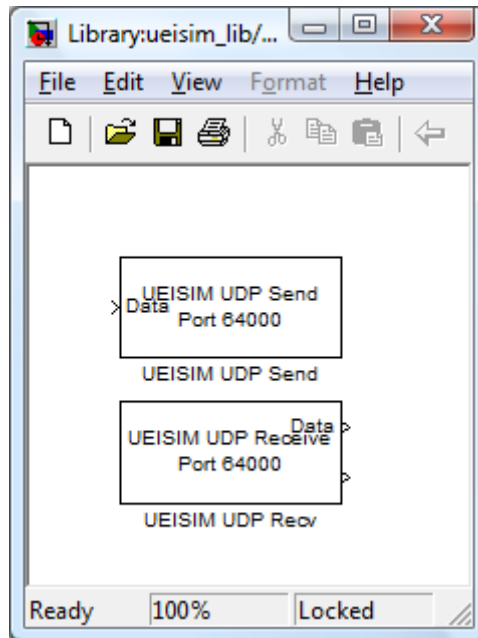 Library:ueisim_lib/...
File Edit View Format Help
UEISIM UDP Send
Data
Port 64000
UEISIM UDP Send
Data
UEISIM UDP Receive
Port 64000
UEISIM UDP Recv
Ready 100% Locked